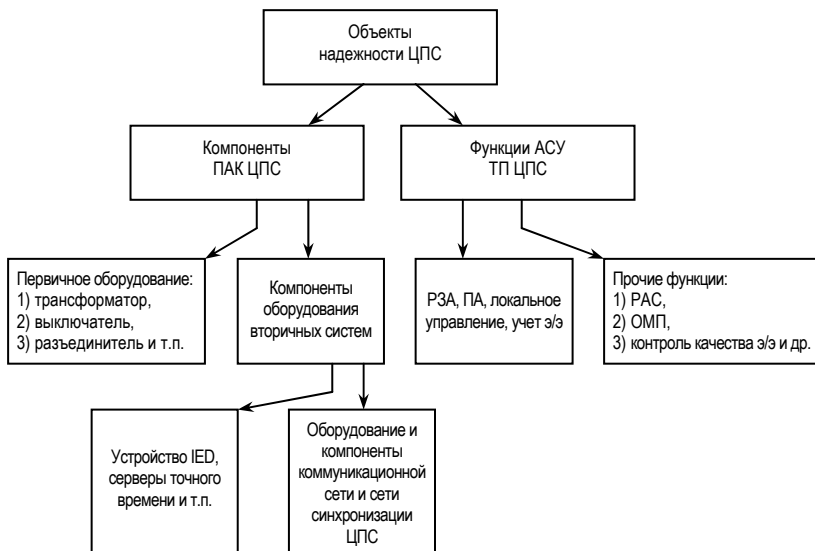 Объекты
надежности ЦПС
Компоненты
ПАК ЦПС
Функции АСУ
ТП ЦПС
Первичное оборудование:
1) трансформатор,
2) выключатель,
3) разъединитель и т.п.
Компоненты
оборудования
вторичных систем
РЗА, ПА, локальное
управление, учет э/э
Прочие функции:
1) РАС,
2) ОМП,
3) контроль качества э/э и др.
Устройство IED,
серверы точного
времени и т.п.
Оборудование и
компоненты
коммуникационной
сети и сети
синхронизации
ЦПС